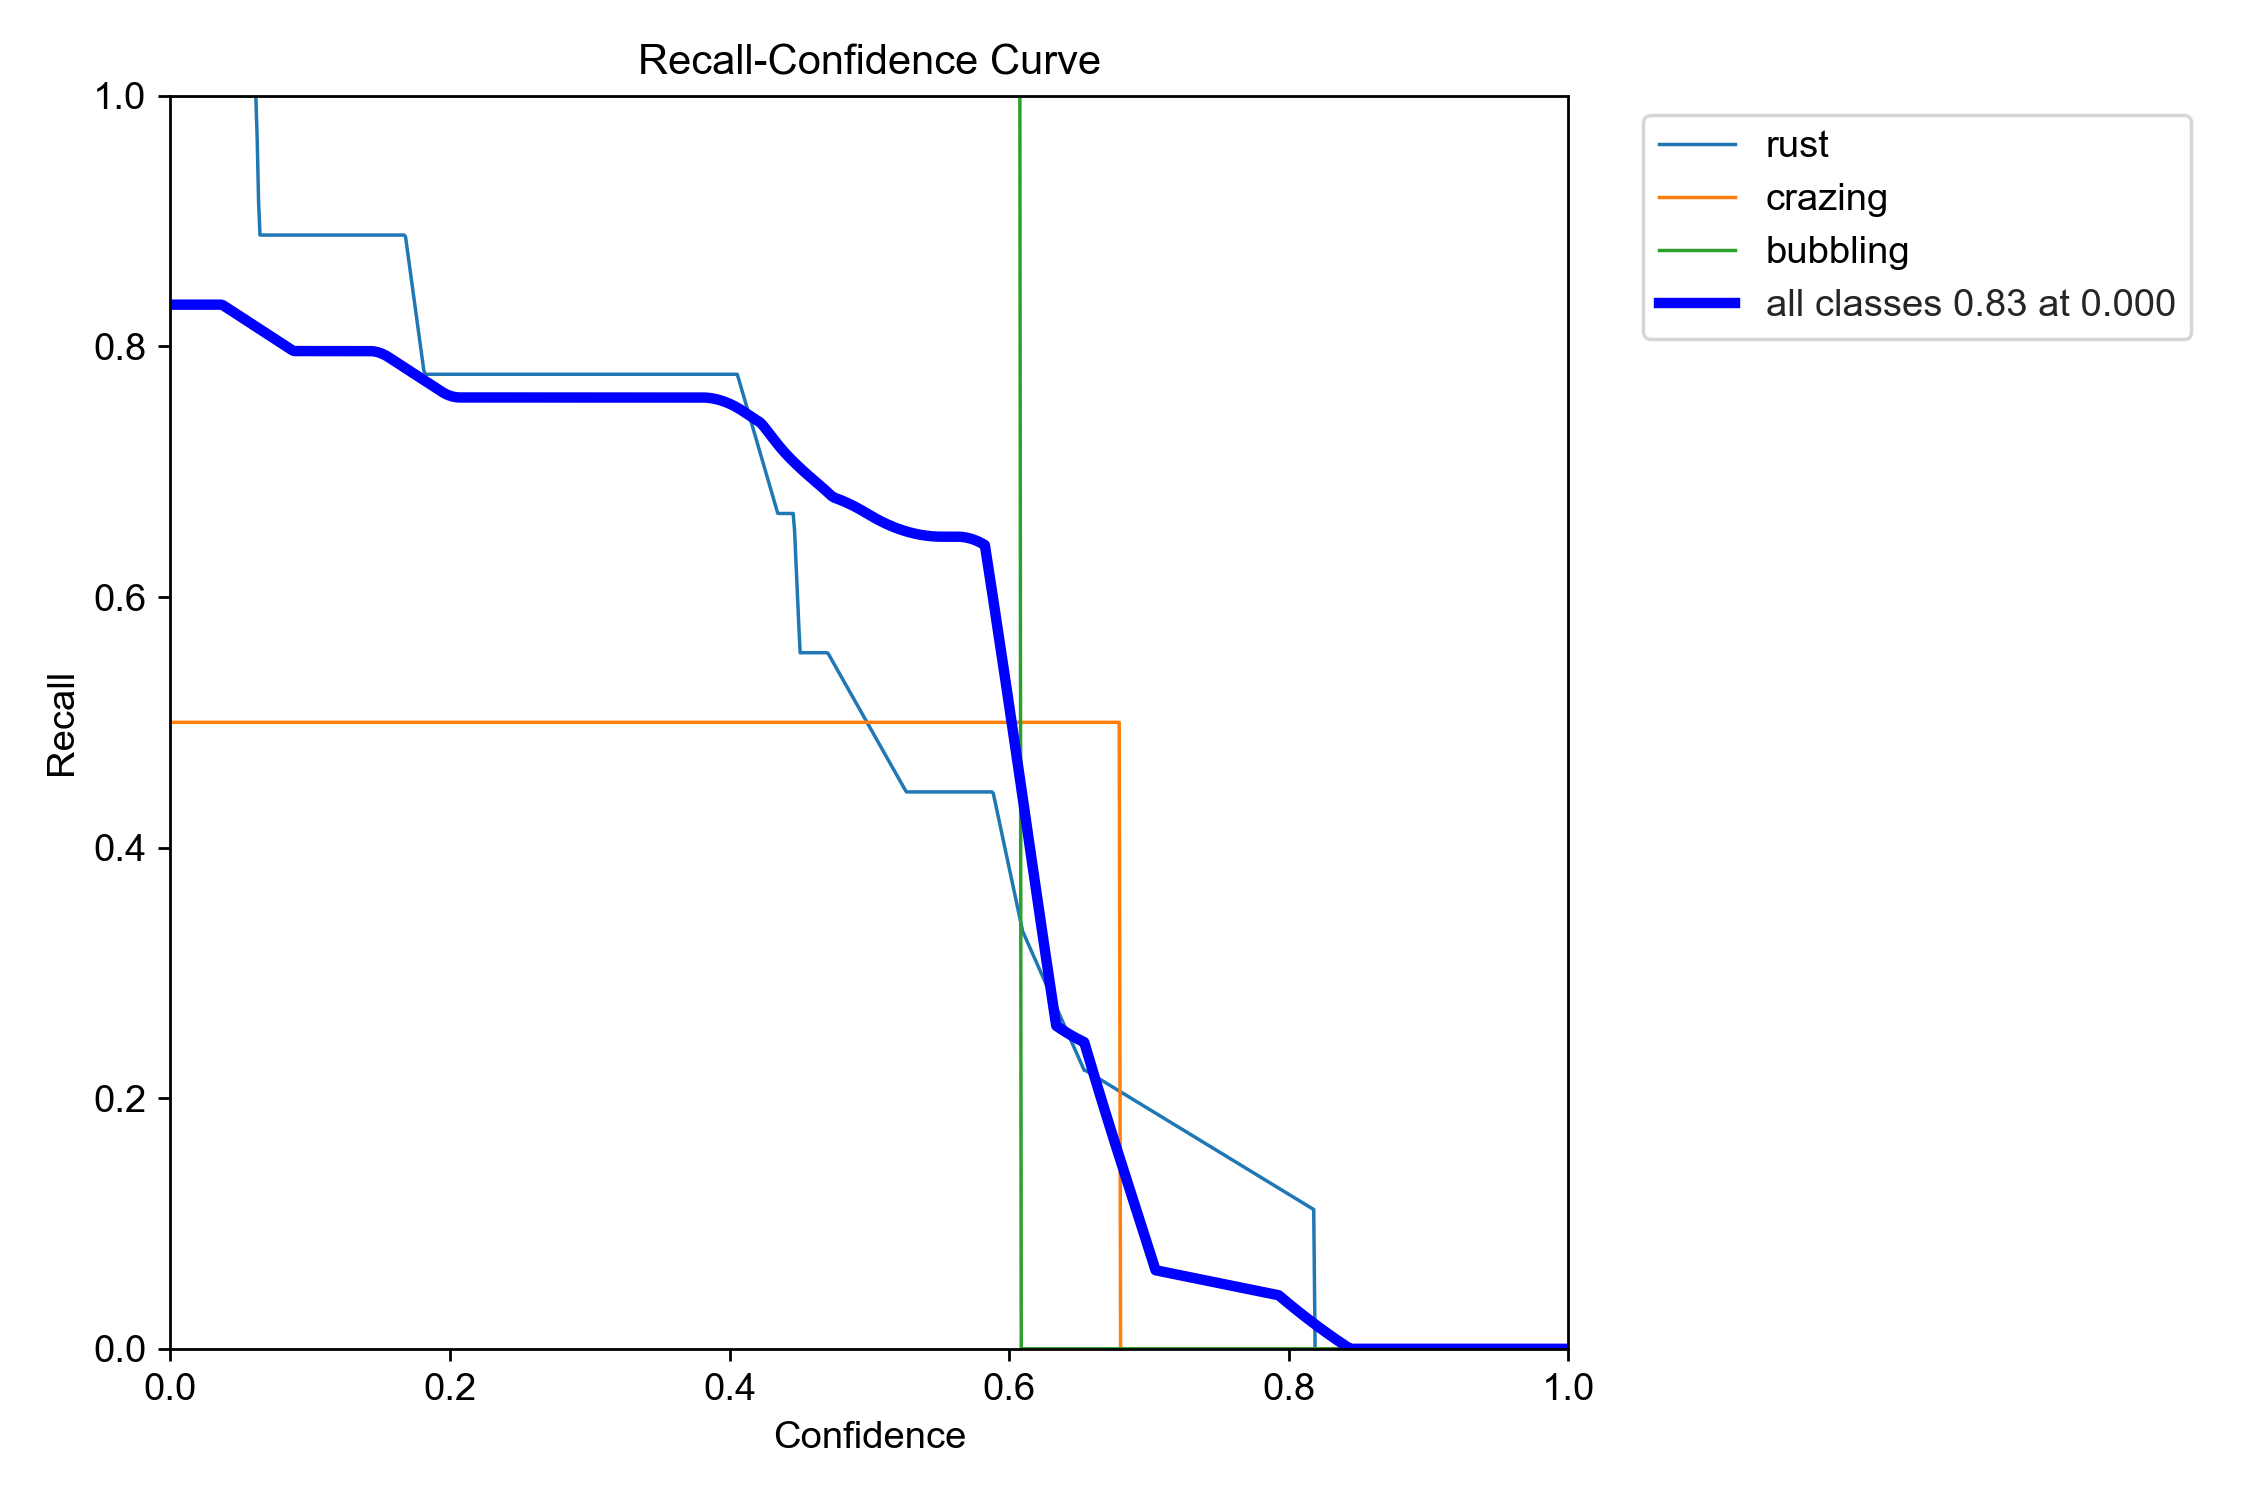 Recall-Confidence Curve
1.0
0.8
0.6
0.4
0.2
0.0
Recall
0.0 0.2 0.4 0.6 0.8 1.0
Confidence
rust
crazing
bubbling
all classes 0.83 at 0.000